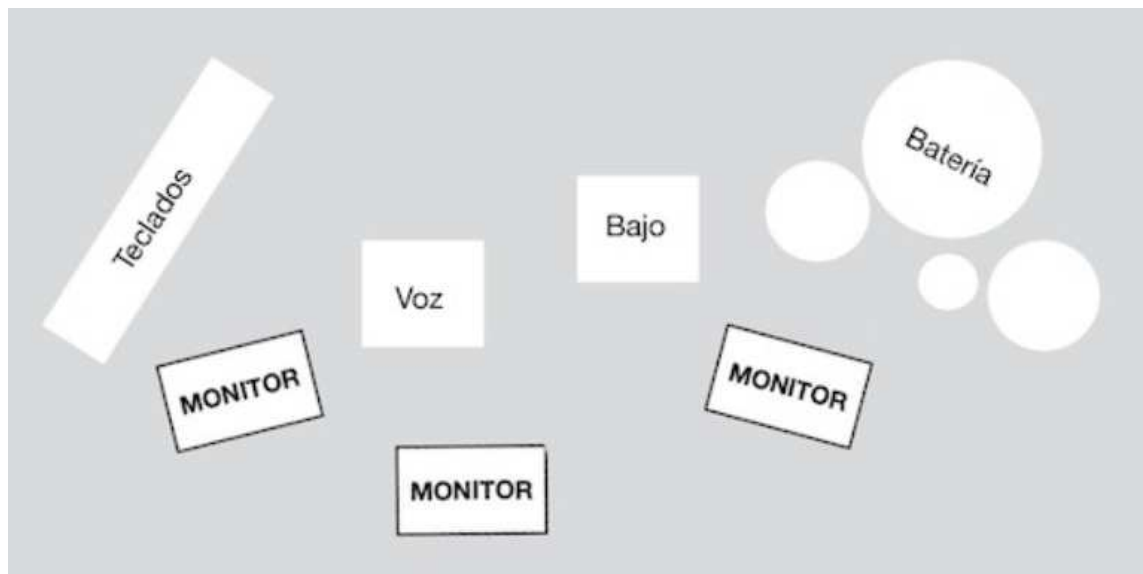 Teclados
Voz
Bajo
Batería
MONITOR
MONITOR
MONITOR